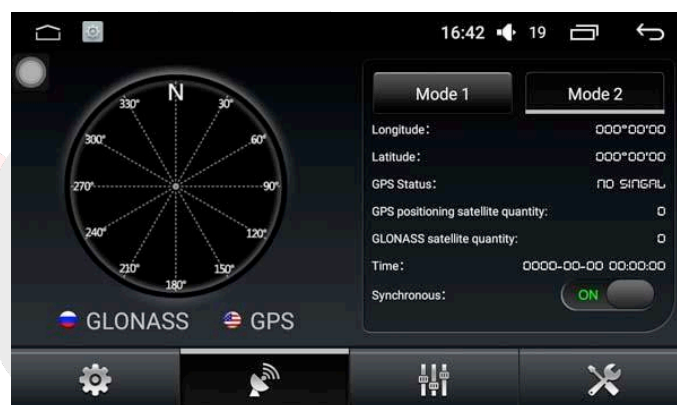 16:42 19
Mode 1 Mode 2
N
330° 30°
300° 60°
270° 90°
240° 120°
210° 150°
180°
Longitude: 000°00'00
Latitude: 000°00'00
GPS Status: NO SINGAL
GPS positioning satellite quantity: 0
GLONASS satellite quantity: 0
Time: 0000-00-00 00:00:00
Synchronous: ON
GLONASS GPS